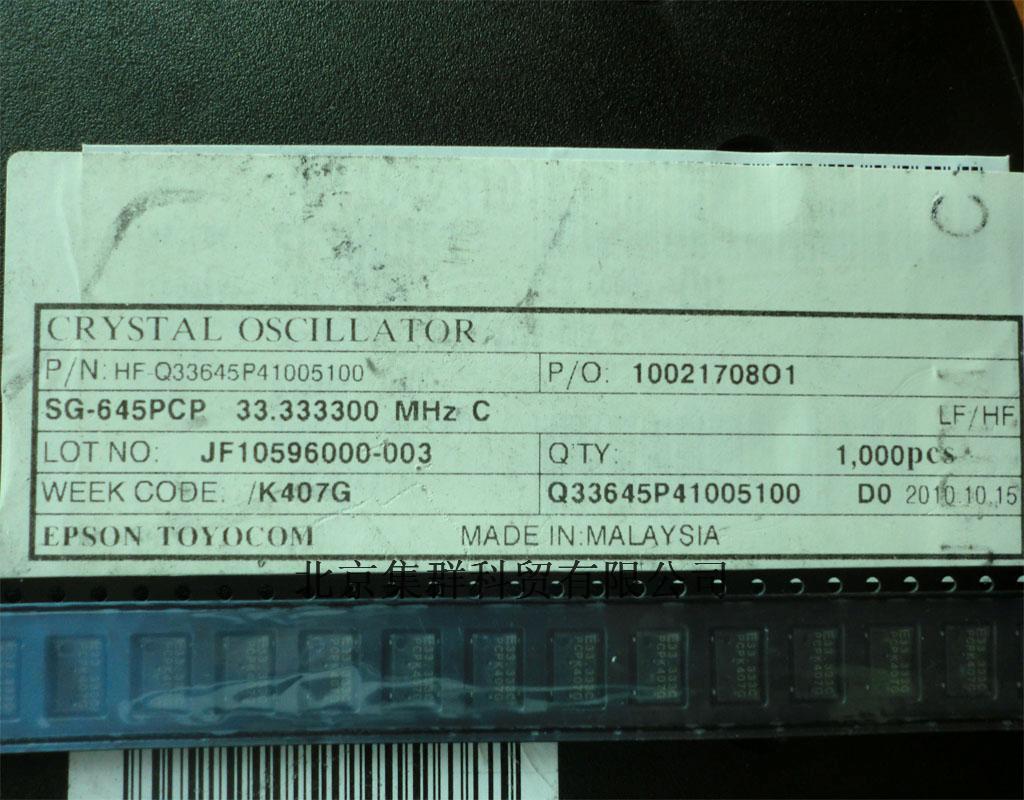 C
CRYSTAL OSCILLATOR
P/N: HF-Q33645P41005100 P/O: 1002170801
SG-645PCP 33.333300 MHz C LF/HF
LOT NO: JF10596000-003 Q'TY: 1,000pcs
WEEK CODE: /K407G Q33645P41005100 D0 2010.10.15
EPSON TOYOCOM MADE IN:MALAYSIA
北京集群科贸有限公司